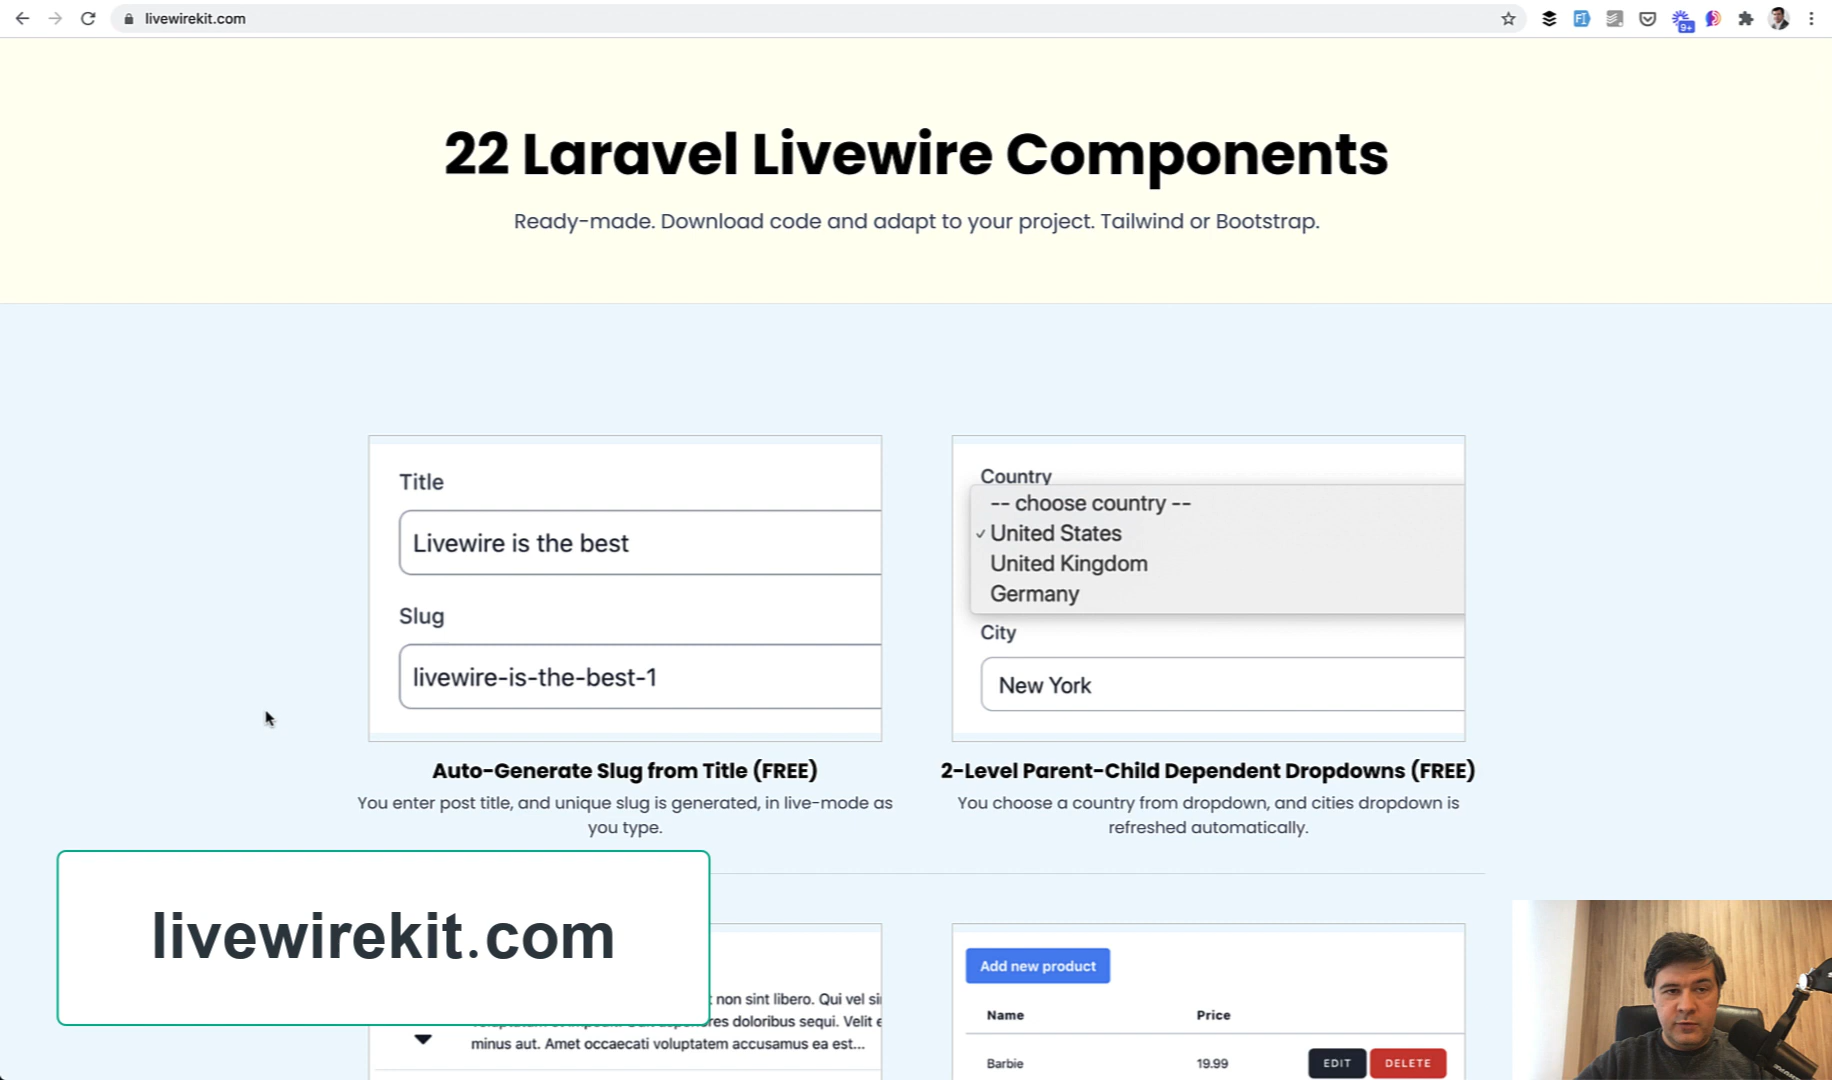 livewirekit.com
9+
22 Laravel Livewire Components
Ready-made. Download code and adapt to your project. Tailwind or Bootstrap.
Title
Livewire is the best
Slug
livewire-is-the-best-1
Auto-Generate Slug from Title (FREE)
You enter post title, and unique slug is generated, in live-mode as
you type.
Country
-- choose country --
✓ United States
United Kingdom
Germany
City
New York
2-Level Parent-Child Dependent Dropdowns (FREE)
You choose a country from dropdown, and cities dropdown is
refreshed automatically.
livewirekit.com
non sint libero. Qui vel si
doloribus sequi. Velit e
minus aut. Amet occaecati voluptatem accusamus ea est...
Add new product
Name Price
Barbie 19.99 EDIT DELETE